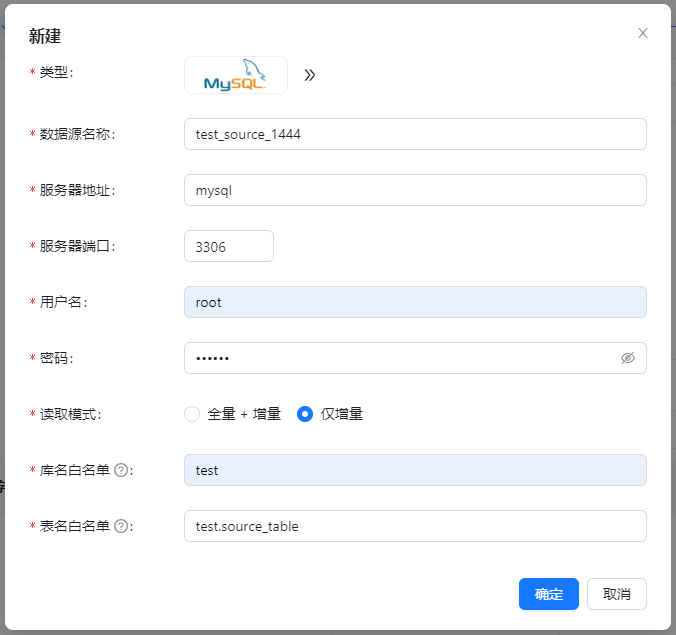 新建
* 类型:
MySQL
* 数据源名称: test_source_1444
* 服务器地址: mysql
* 服务器端口: 3306
* 用户名: root
* 密码: ••••••
* 读取模式: 全量 + 增量 仅增量
* 库名白名单 ? : test
* 表名白名单 ? : test.source_table
确定 取消